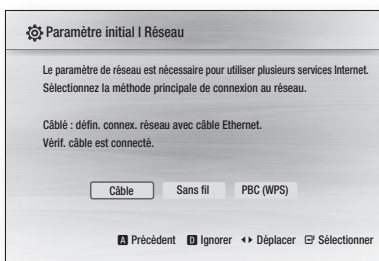 Paramètre initial I Réseau
Le paramètre de réseau est nécessaire pour utiliser plusieurs services Internet.
Sélectionnez la méthode principale de connexion au réseau.
Câblé : défin. connex. réseau avec câble Ethernet.
Vérif. câble est connecté.
Câble Sans fil PBC (WPS)
A Précédent D Ignorer Déplacer Sélectionner